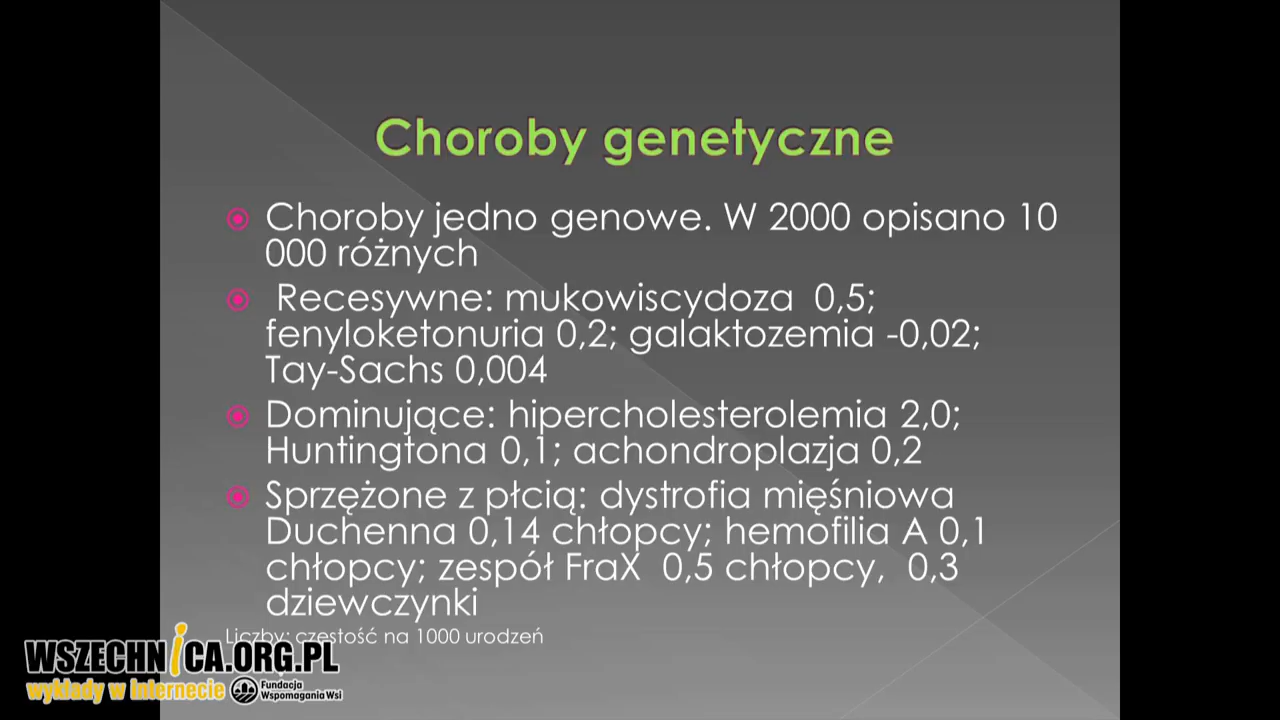 Choroby genetyczne
Choroby jedno genowe. W 2000 opisano 10
000 różnych
Recesywne: mukowiscydoza 0,5;
fenyloketonuria 0,2; galaktozemia -0,02;
Tay-Sachs 0,004
Dominujące: hipercholesterolemia 2,0;
Huntingtona 0,1; achondroplazja 0,2
Sprzężone z płcią: dystrofia mięśniowa
Duchenna 0,14 chłopcy; hemofilia A 0,1
chłopcy; zespół FraX 0,5 chłopcy, 0,3
dziewczynki
Liczby: częstość na 1000 urodzeń
WSZECHNICA.ORG.PL
wykłady w internecie
Fundacja
Wspomagania Wsi